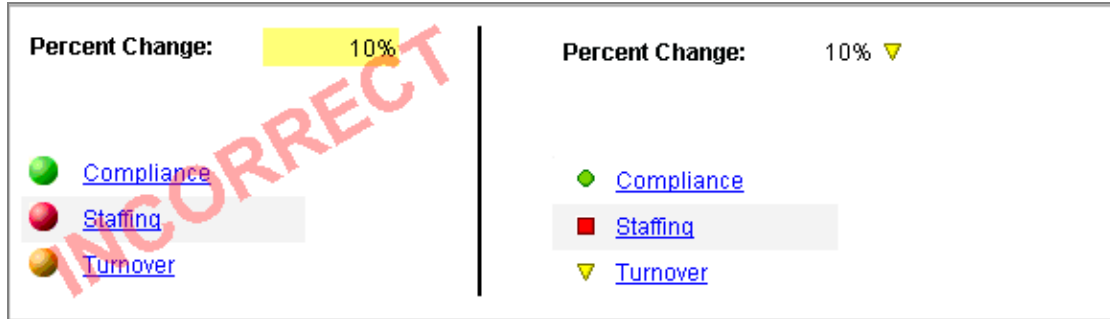 Percent Change: 10%
Compliance
Staffing
Turnover
INCORRECT
Percent Change: 10%
Compliance
Staffing
Turnover